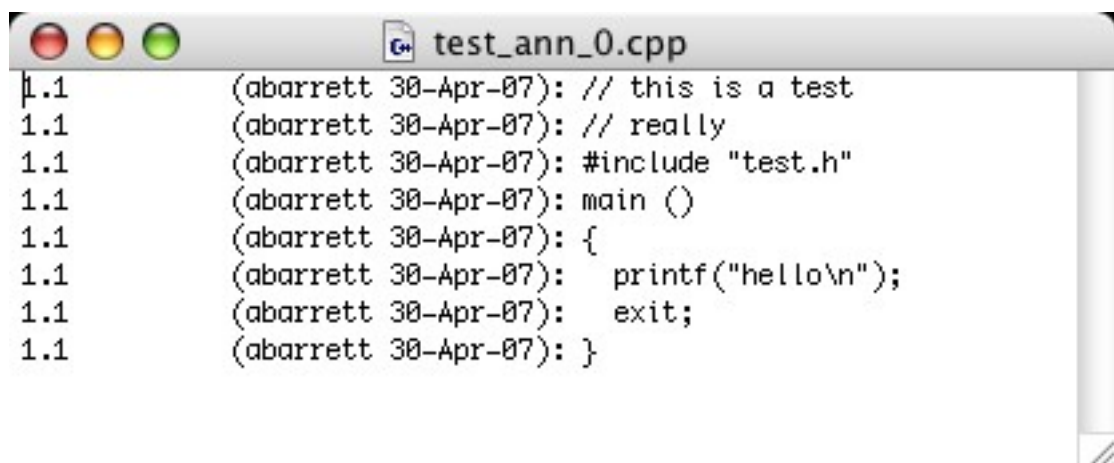 test_ann_0.cpp
1.1 (abarrett 30-Apr-07): // this is a test
1.1 (abarrett 30-Apr-07): // really
1.1 (abarrett 30-Apr-07): #include "test.h"
1.1 (abarrett 30-Apr-07): main ()
1.1 (abarrett 30-Apr-07): {
1.1 (abarrett 30-Apr-07):   printf("hello\n");
1.1 (abarrett 30-Apr-07):   exit;
1.1 (abarrett 30-Apr-07): }